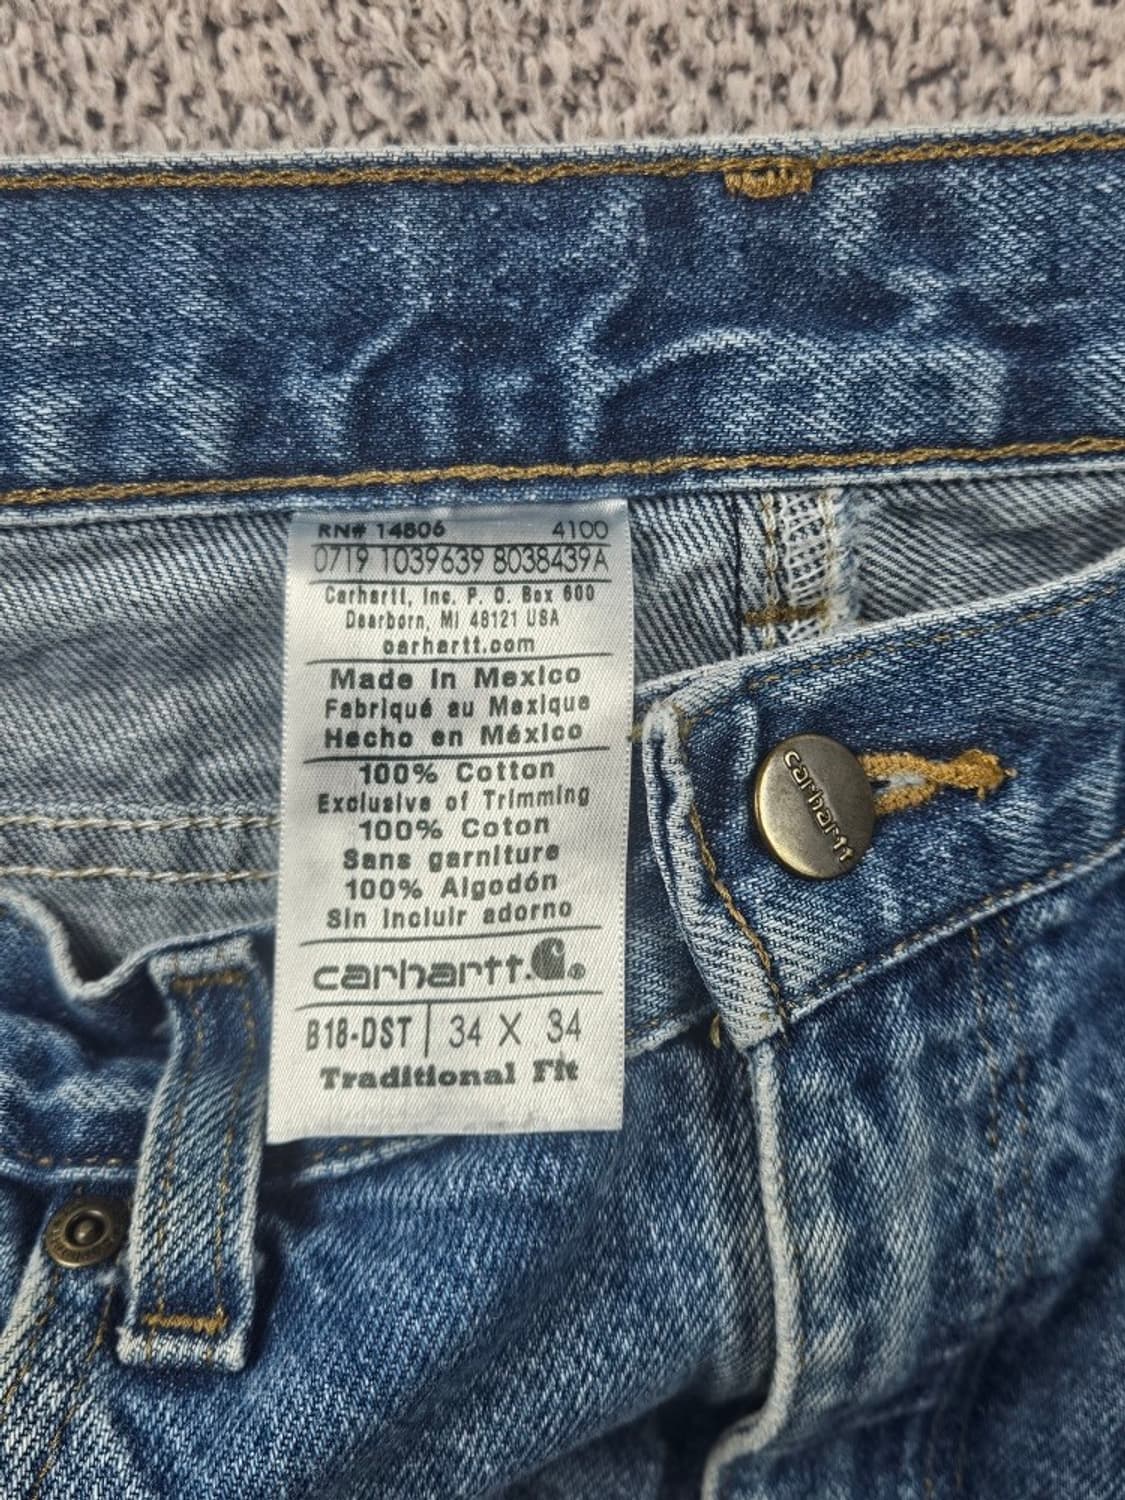 RN# 14806 4100
0719 1039639 8038439A
Carhartt, Inc. P. O. Box 600
Dearborn, MI 48121 USA
carhartt.com
Made in Mexico
Fabriqué au Mexique
Hecho en México
100% Cotton
Exclusive of Trimming
100% Coton
Sans garniture
100% Algodón
Sin incluir adorno
carhartt.®
B18-DST 34 X 34
Traditional Fit
carhartt